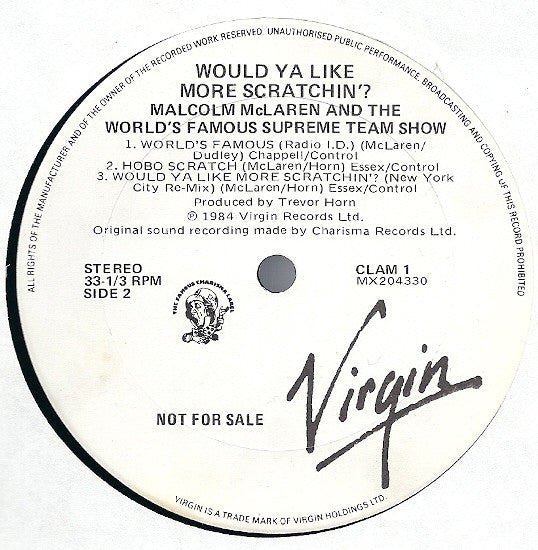 ALL RIGHTS OF THE MANUFACTURER AND OF THE OWNER OF THE RECORDED WORK RESERVED. UNAUTHORISED PUBLIC PERFORMANCE, BROADCASTING AND COPYING OF THIS RECORD PROHIBITED
WOULD YA LIKE
MORE SCRATCHIN'?
MALCOLM McLAREN AND THE
WORLD'S FAMOUS SUPREME TEAM SHOW
1. WORLD'S FAMOUS (Radio I.D.) (McLaren/
Dudley) Chappell/Control
2. HOBO SCRATCH (McLaren/Horn) Essex/Control
3. WOULD YA LIKE MORE SCRATCHIN'? (New York
City Re-Mix) (McLaren/Horn) Essex/Control
Produced by Trevor Horn
℗ 1984 Virgin Records Ltd.
Original sound recording made by Charisma Records Ltd.
STEREO
33-1/3 RPM
SIDE 2
THE FAMOUS CHARISMA LABEL
CLAM 1
MX204330
NOT FOR SALE
Virgin
VIRGIN IS A TRADE MARK OF VIRGIN HOLDINGS LTD.